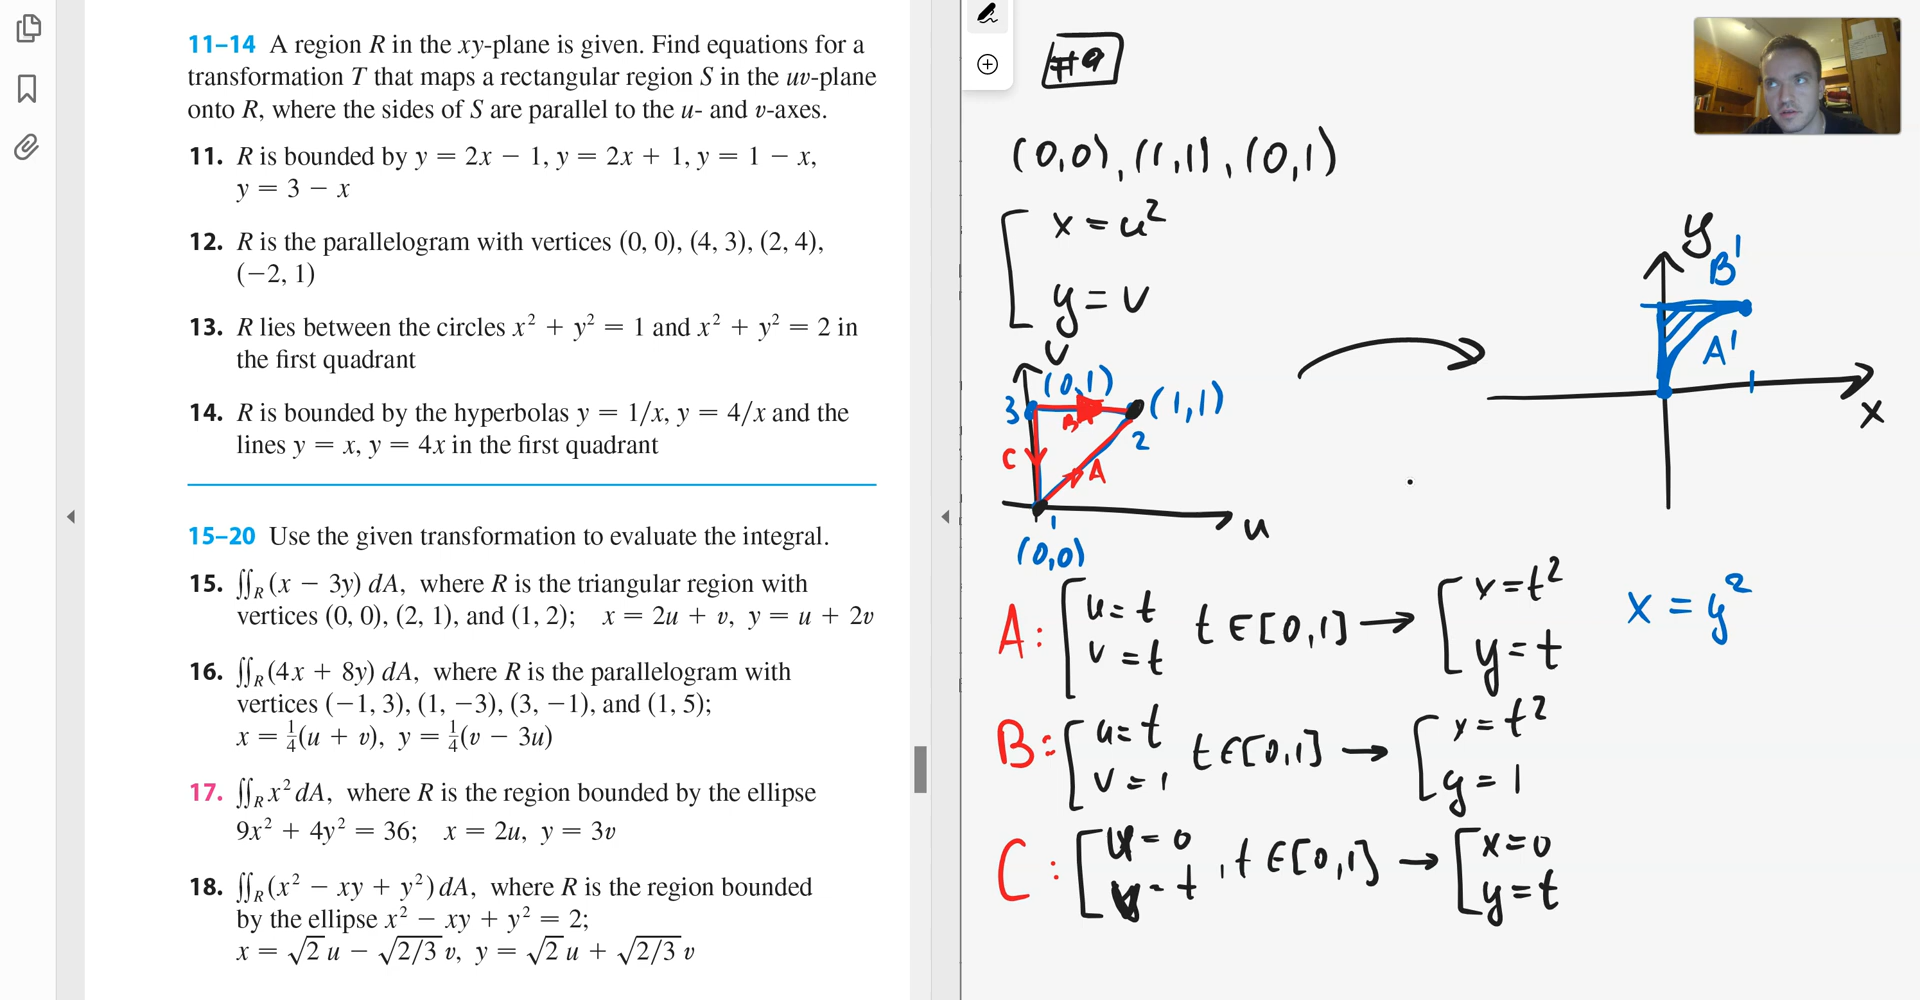 11–14 A region R in the xy-plane is given. Find equations for a
transformation T that maps a rectangular region S in the uv-plane
onto R, where the sides of S are parallel to the u- and v-axes.
11. R is bounded by y = 2x − 1, y = 2x + 1, y = 1 − x,
y = 3 − x
12. R is the parallelogram with vertices (0, 0), (4, 3), (2, 4),
(−2, 1)
13. R lies between the circles x² + y² = 1 and x² + y² = 2 in
the first quadrant
14. R is bounded by the hyperbolas y = 1/x, y = 4/x and the
lines y = x, y = 4x in the first quadrant
15–20 Use the given transformation to evaluate the integral.
15. ∬_R (x − 3y) dA, where R is the triangular region with
vertices (0, 0), (2, 1), and (1, 2); x = 2u + v, y = u + 2v
16. ∬_R (4x + 8y) dA, where R is the parallelogram with
vertices (−1, 3), (1, −3), (3, −1), and (1, 5);
x = ¼(u + v), y = ¼(v − 3u)
17. ∬_R x² dA, where R is the region bounded by the ellipse
9x² + 4y² = 36; x = 2u, y = 3v
18. ∬_R (x² − xy + y²) dA, where R is the region bounded
by the ellipse x² − xy + y² = 2;
x = √2 u − √(2/3) v, y = √2 u + √(2/3) v
#9
(0,0), (1,1), (0,1)
x = u²
y = v
v
(0,1)
3
(1,1)
B
2
C
A
1
u
(0,0)
y
B'
A'
1
x
A: u = t
v = t
t ∈ [0,1] → x = t²
y = t
x = y²
B: u = t
v = 1
t ∈ [0,1] → x = t²
y = 1
C: u = 0
v = t
, t ∈ [0,1] → x = 0
y = t